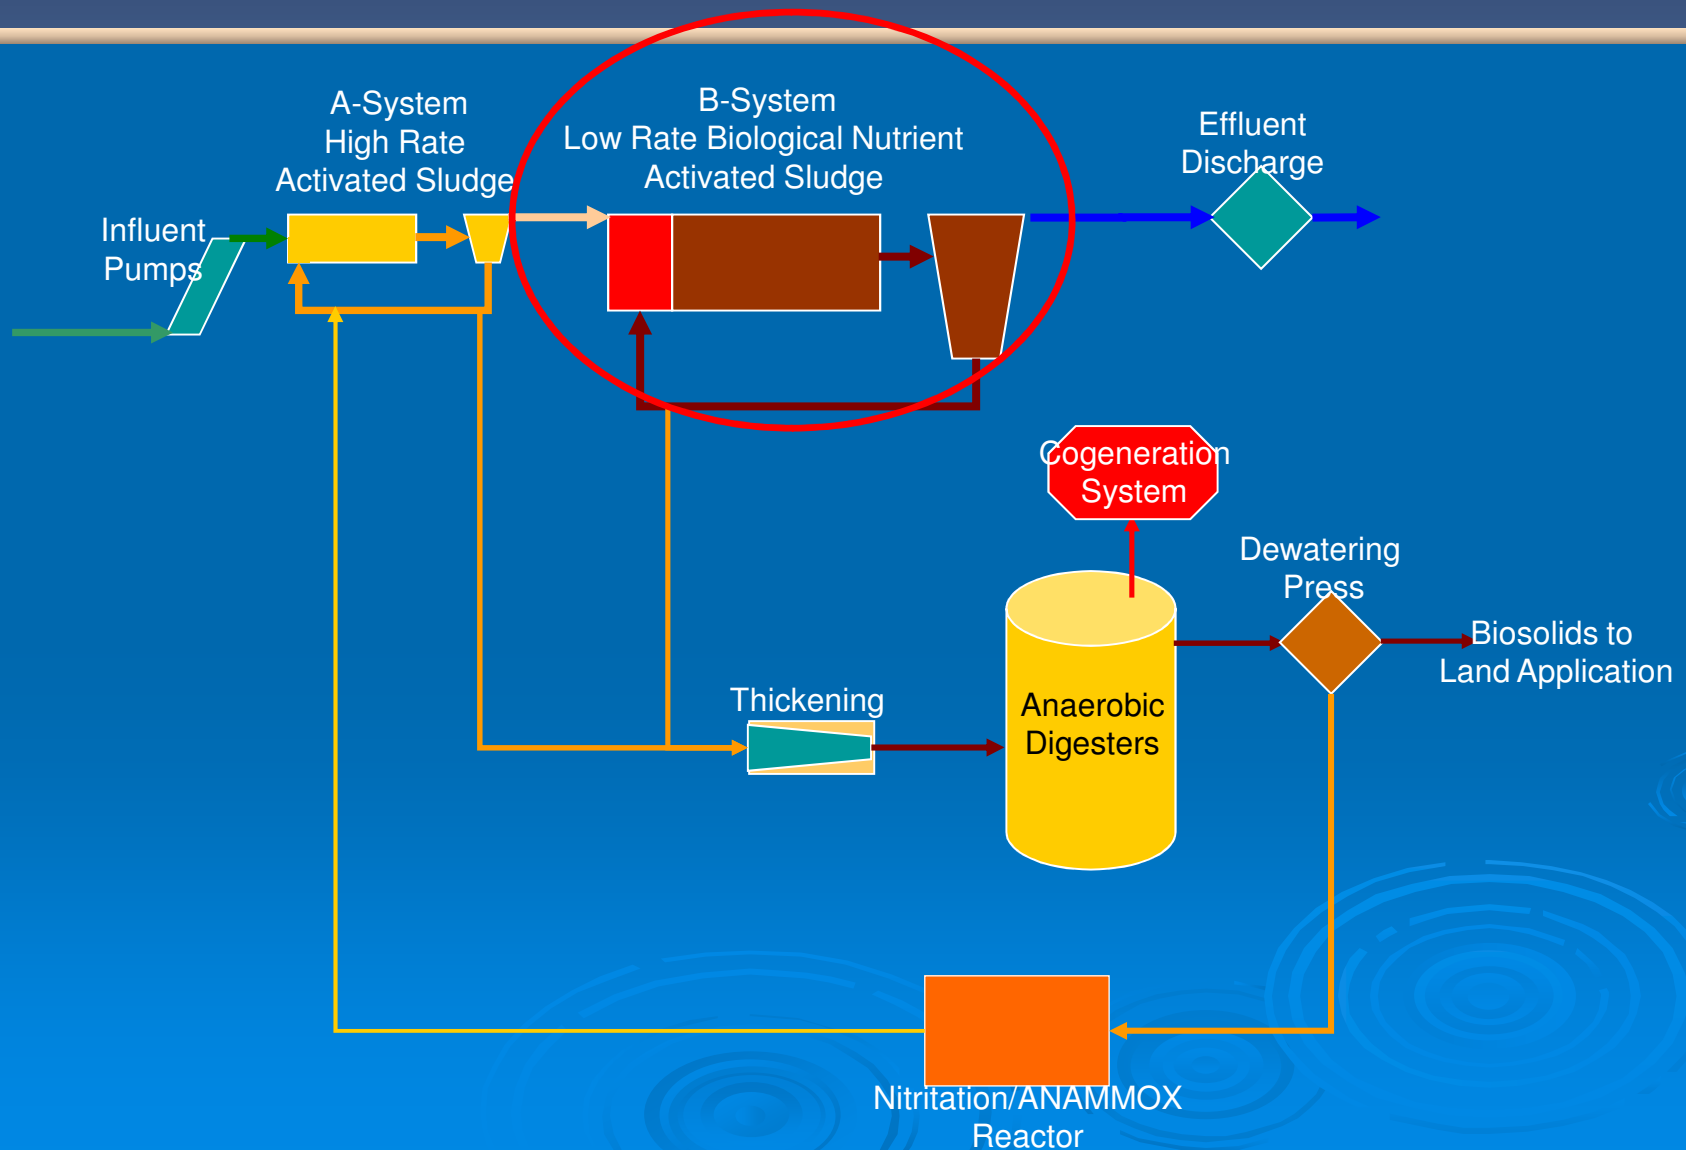 A-System
High Rate
Activated Sludge
B-System
Low Rate Biological Nutrient
Activated Sludge
Effluent
Discharge
Influent
Pumps
Cogeneration
System
Dewatering
Press
Biosolids to
Land Application
Thickening
Anaerobic
Digesters
Nitritation/ANAMMOX
Reactor